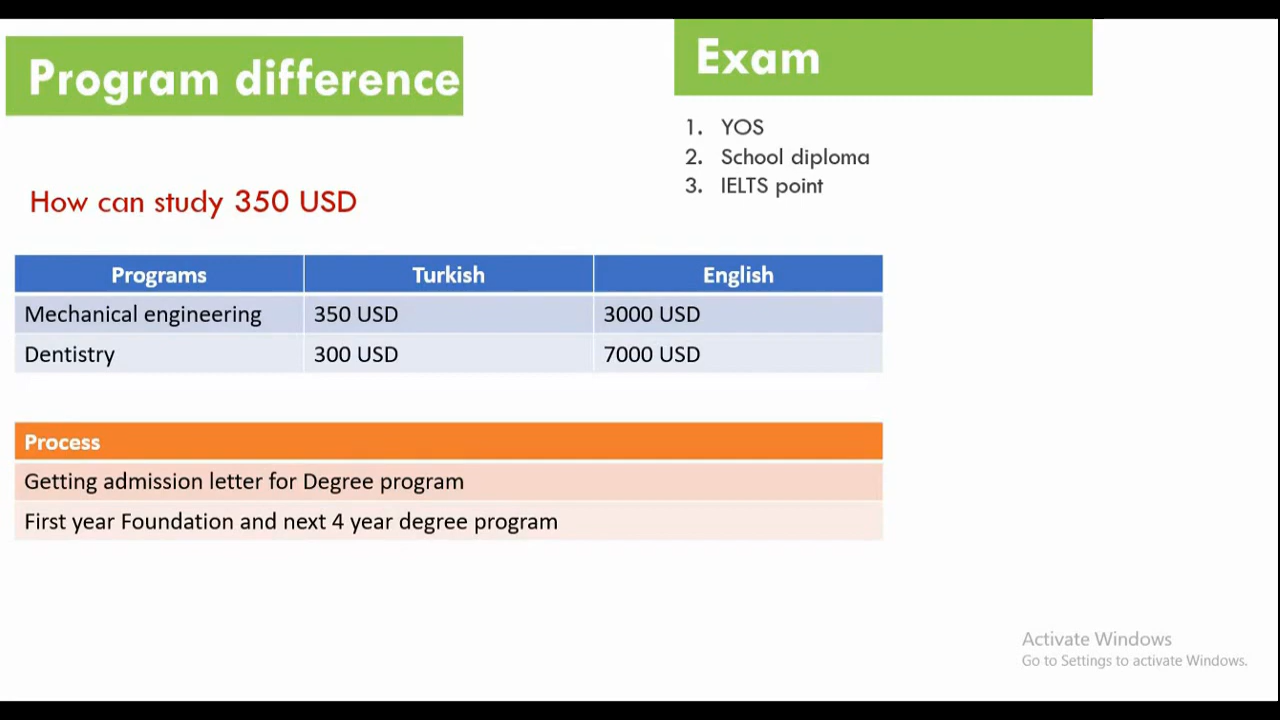 Program difference
Exam
1. YOS
2. School diploma
3. IELTS point
How can study 350 USD
Programs Turkish English
Mechanical engineering 350 USD 3000 USD
Dentistry 300 USD 7000 USD
Process
Getting admission letter for Degree program
First year Foundation and next 4 year degree program
Activate Windows
Go to Settings to activate Windows.